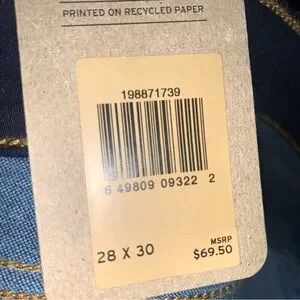 PRINTED ON RECYCLED PAPER
198871739
6 49809 09322 2
28 X 30
MSRP
$69.50